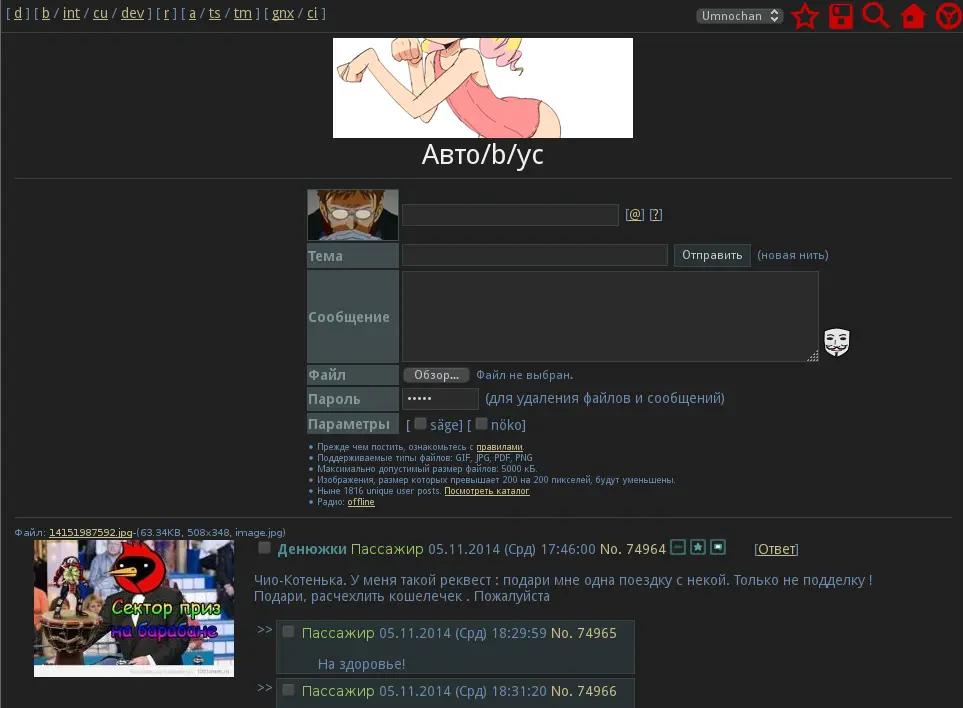 [ d ] [ b / int / cu / dev ] [ r ] [ a / ts / tm ] [ gnx / ci ]
Umnochan
Авто/b/ус
[@] [?]
Тема
Отправить (новая нить)
Сообщение
Файл Обзор... Файл не выбран.
Пароль ••••• (для удаления файлов и сообщений)
Параметры [ säge] [ nöko]
• Прежде чем постить, ознакомьтесь с правилами.
• Поддерживаемые типы файлов: GIF, JPG, PDF, PNG
• Максимально допустимый размер файлов: 5000 кБ.
• Изображения, размер которых превышает 200 на 200 пикселей, будут уменьшены.
• Ныне 1816 unique user posts. Посмотреть каталог
• Радио: offline
Файл: 14151987592.jpg-(63.34KB, 508x348, image.jpg)
Сектор приз
на барабане
Денюжки Пассажир 05.11.2014 (Срд) 17:46:00 No. 74964 [Ответ]
Чио-Котенька. У меня такой реквест : подари мне одна поездку с некой. Только не подделку !
Подари, расчехлить кошелечек . Пожалуйста
>> Пассажир 05.11.2014 (Срд) 18:29:59 No. 74965
На здоровье!
>> Пассажир 05.11.2014 (Срд) 18:31:20 No. 74966